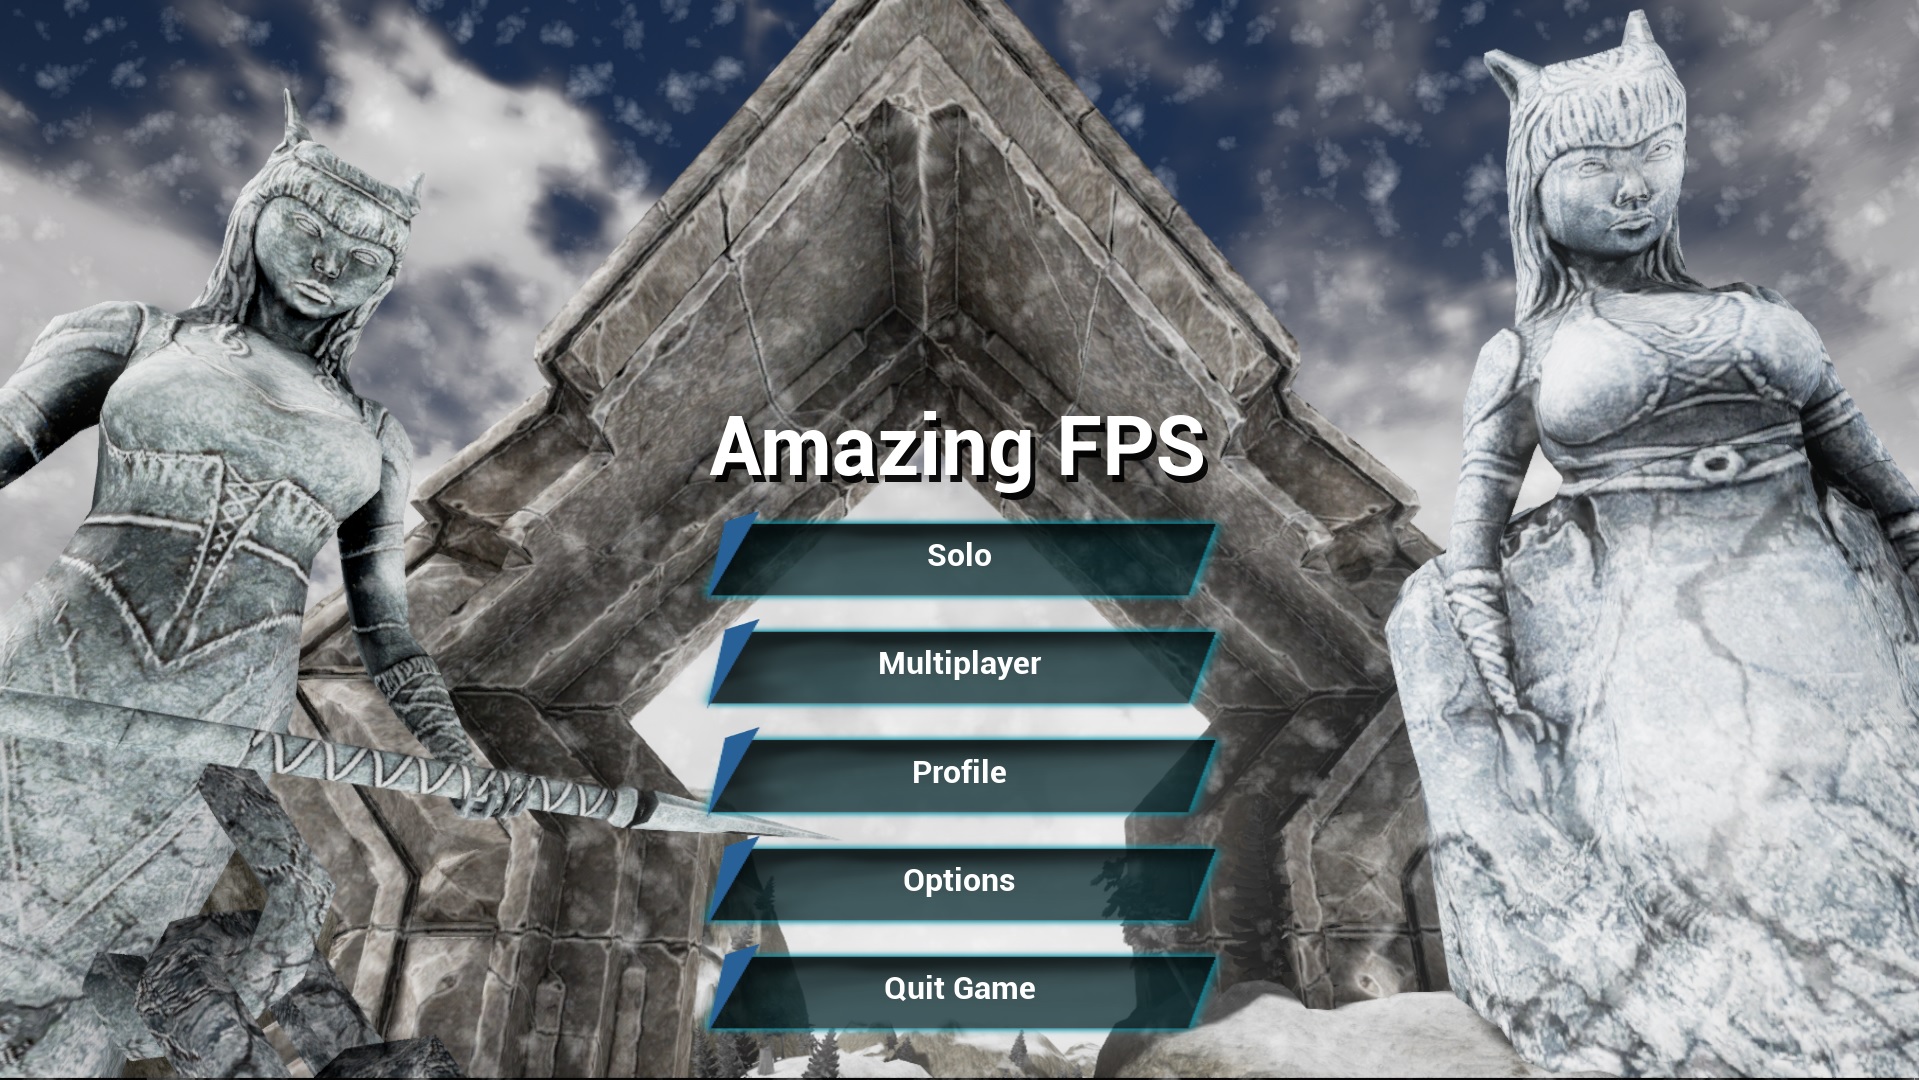 Amazing FPS
Solo
Multiplayer
Profile
Options
Quit Game